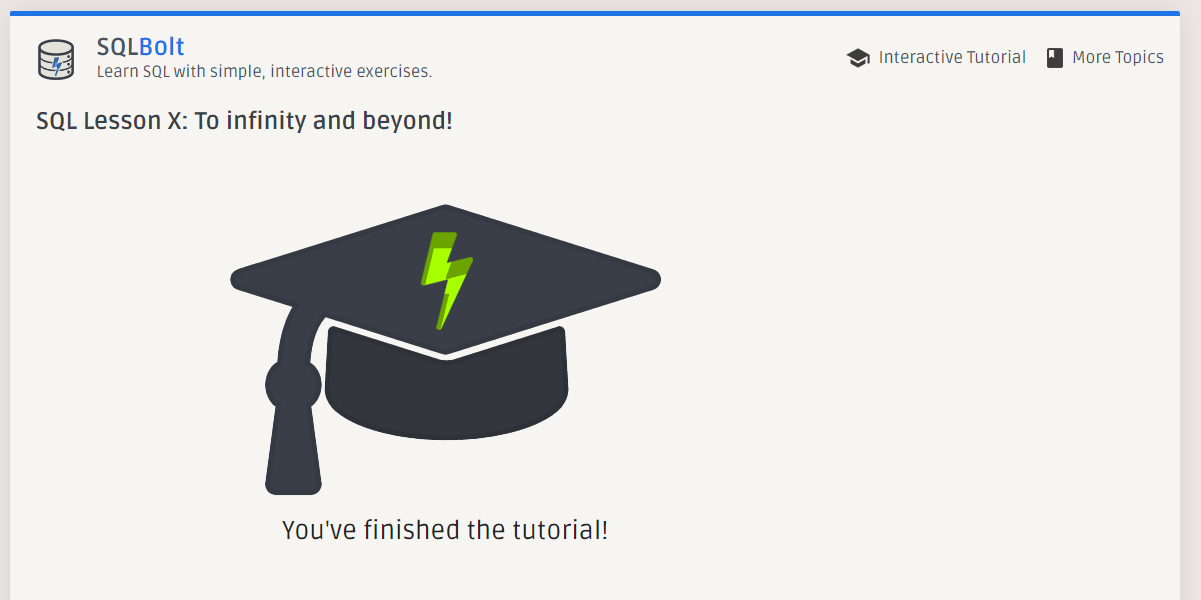 SQLBolt
Learn SQL with simple, interactive exercises.
Interactive Tutorial
More Topics
SQL Lesson X: To infinity and beyond!
You've finished the tutorial!